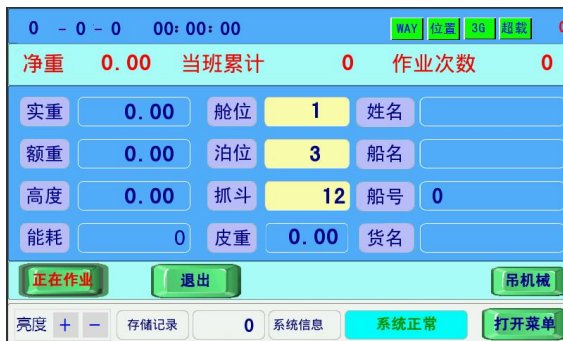 0 - 0 - 0 00: 00: 00 WAY 位置 3G 超载 0
净重 0.00 当班累计 0 作业次数 0
实重 0.00 舱位 1 姓名
额重 0.00 泊位 3 船名
高度 0.00 抓斗 12 船号 0
能耗 0 皮重 0.00 货名
正在作业 退出 吊机械
亮度 + - 存储记录 0 系统信息 系统正常 打开菜单